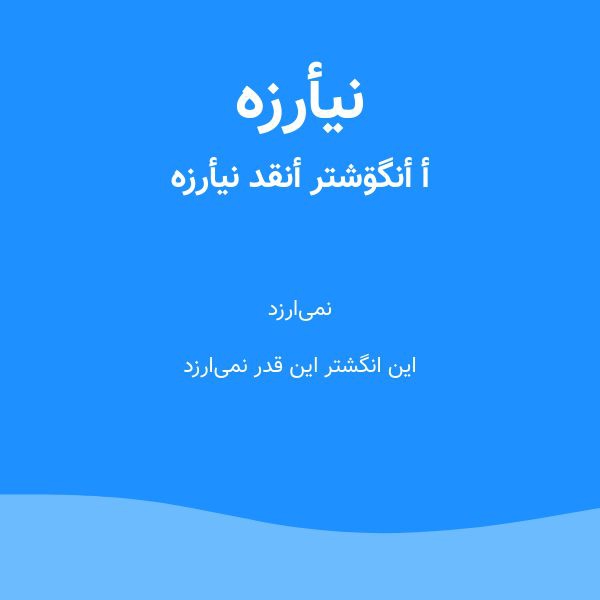 نیأرزه
أ أنگۊشتر أنقد نیأرزه
نمی‌ارزد
این انگشتر این قدر نمی‌ارزد